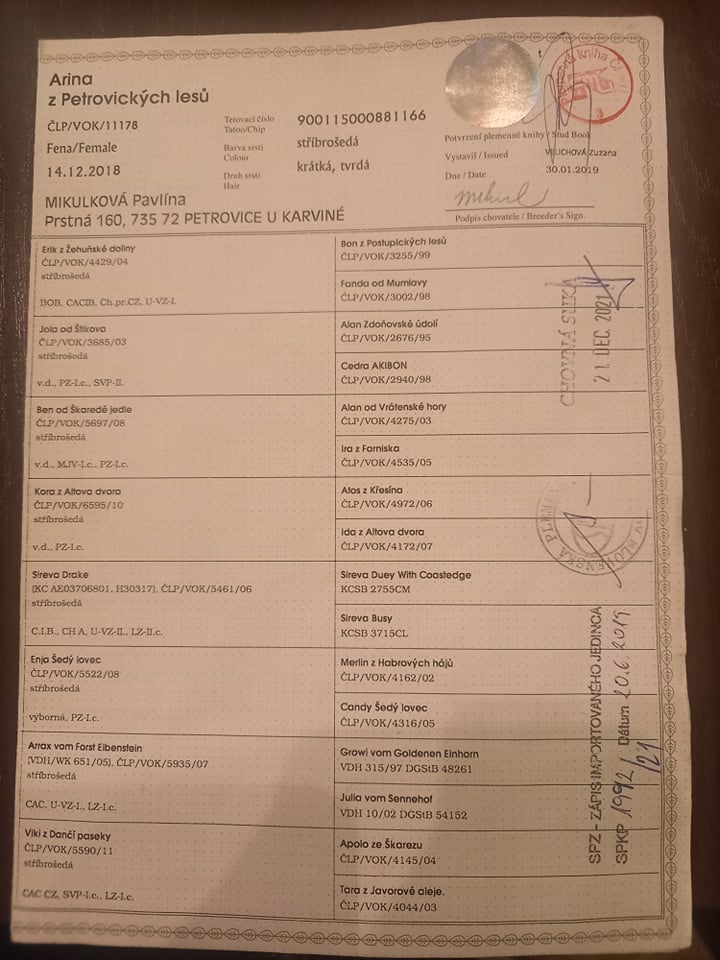 Arina
z Petrovických lesů
ČLP/VOK/11178
Fena/Female
14.12.2018
Tetovací číslo
Tatoo/Chip
900115000881166
Barva srsti
Colour
stříbrošedá
Druh srsti
Hair
krátká, tvrdá
MIKULKOVÁ Pavlína
Prstná 160, 735 72 PETROVICE U KARVINÉ
Plemenná kniha
3
Potvrzení plemenné knihy / Stud Book
Vystavil / Issued
VELICHOVÁ Zuzana
Dne / Date
30.01.2019
Podpis chovatele / Breeder's Sign.
Erik z Žehuňské doliny
ČLP/VOK/4429/04
stříbrošedá
BOB, CACIB, Ch.pr.CZ, U-VZ-I.
Jola od Šlikova
ČLP/VOK/3685/03
stříbrošedá
v.d., PZ-I.c., SVP-II.
Ben od Škaredé jedle
ČLP/VOK/5697/08
stříbrošedá
v.d., MJV-I.c., PZ-I.c.
Kora z Altova dvora
ČLP/VOK/6595/10
stříbrošedá
v.d., PZ-I.c.
Sireva Drake
(KC AE03706801, H30317), ČLP/VOK/5461/06
stříbrošedá
C.I.B., CH A, U-VZ-II., LZ-II.c.
Enja Šedý lovec
ČLP/VOK/5522/08
stříbrošedá
výborná, PZ-I.c.
Arrax vom Forst Eibenstein
(VDH/WK 651/05), ČLP/VOK/5935/07
stříbrošedá
CAC, U-VZ-I., LZ-I.c.
Viki z Dančí paseky
ČLP/VOK/5590/11
stříbrošedá
CAC CZ, SVP-I.c., LZ-I.c.
Bon z Postupických lesů
ČLP/VOK/3255/99
Fanda od Mumlavy
ČLP/VOK/3002/98
Alan Zdoňovské údolí
ČLP/VOK/2676/95
Cedra AKIBON
ČLP/VOK/2940/98
Alan od Vrátenské hory
ČLP/VOK/4275/03
Ira z Farniska
ČLP/VOK/4535/05
Atos z Křesína
ČLP/VOK/4972/06
Ida z Altova dvora
ČLP/VOK/4172/07
Sireva Duey With Coastedge
KCSB 2755CM
Sireva Busy
KCSB 3715CL
Merlin z Habrových hájů
ČLP/VOK/4162/02
Candy Šedý lovec
ČLP/VOK/4316/05
Growi vom Goldenen Einhorn
VDH 315/97 DGStB 48261
Julia vom Sennehof
VDH 10/02 DGStB 54152
Apolo ze Škarezu
ČLP/VOK/4145/04
Tara z Javorové aleje.
ČLP/VOK/4044/03
CHOVNÁ SUKA
21 DEC. 2021
SLOVENSKÁ PLEMEN
SPZ - ZÁPIS IMPORTOVANÉHO JEDINCA
SPKP 1992/21 Dátum 20.6.2019